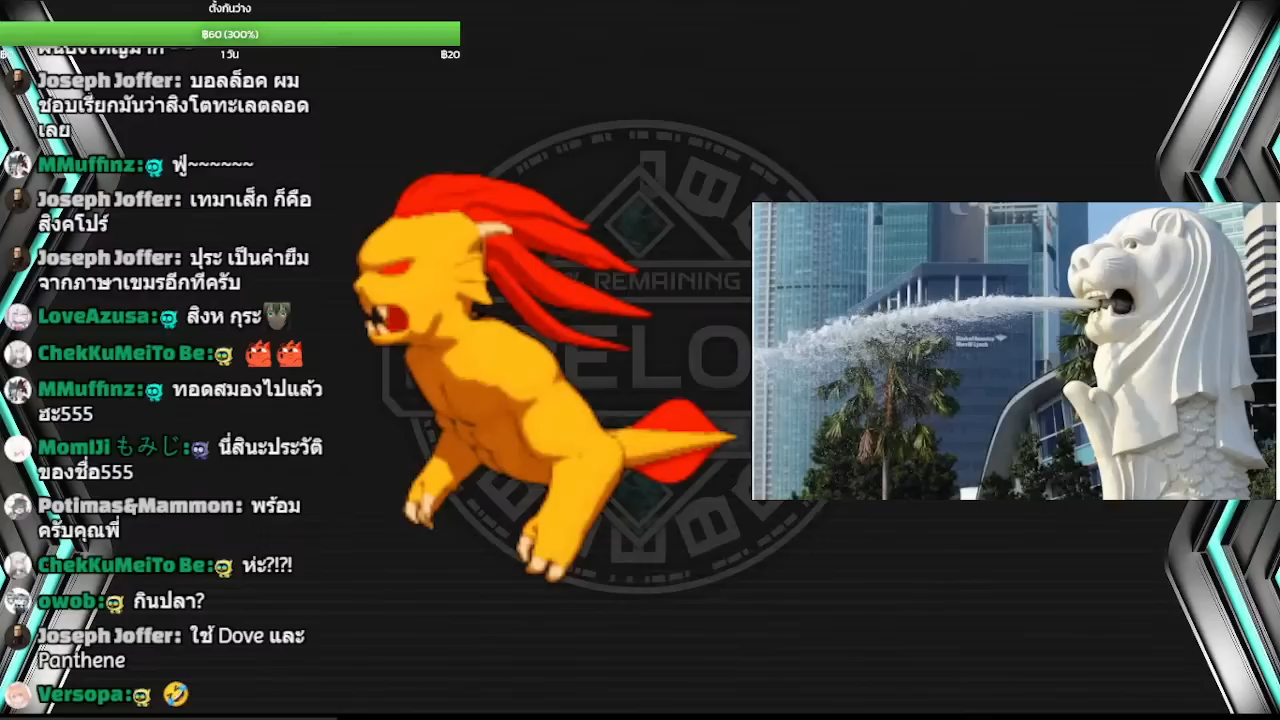 ตั้งกันว่าง
฿60 (300%)
1 วัน
฿20
Joseph Joffer: บอลล็อค ผม
ชอบเรียกมันว่าสิงโตทะเลตลอด
เลย
MMuffinz: ฟู่~~~~~~
Joseph Joffer: เทมาเส็ก ก็คือ
สิงคโปร์
Joseph Joffer: ปุระ เป็นคำยืม
จากภาษาเขมรอีกทีครับ
LoveAzusa: สิงห กุระ
ChekKuMeiTo Be:
MMuffinz: ทอดสมองไปแล้ว
ฮะ555
MomIJi もみじ: นี่สินะประวัติ
ของชื่อ555
Potimas&Mammon: พร้อม
ครับคุณพี่
ChekKuMeiTo Be: ห่ะ?!?!
owob: กินปลา?
Joseph Joffer: ใช้ Dove และ
Panthene
Versopa:
% REMAINING
ELO